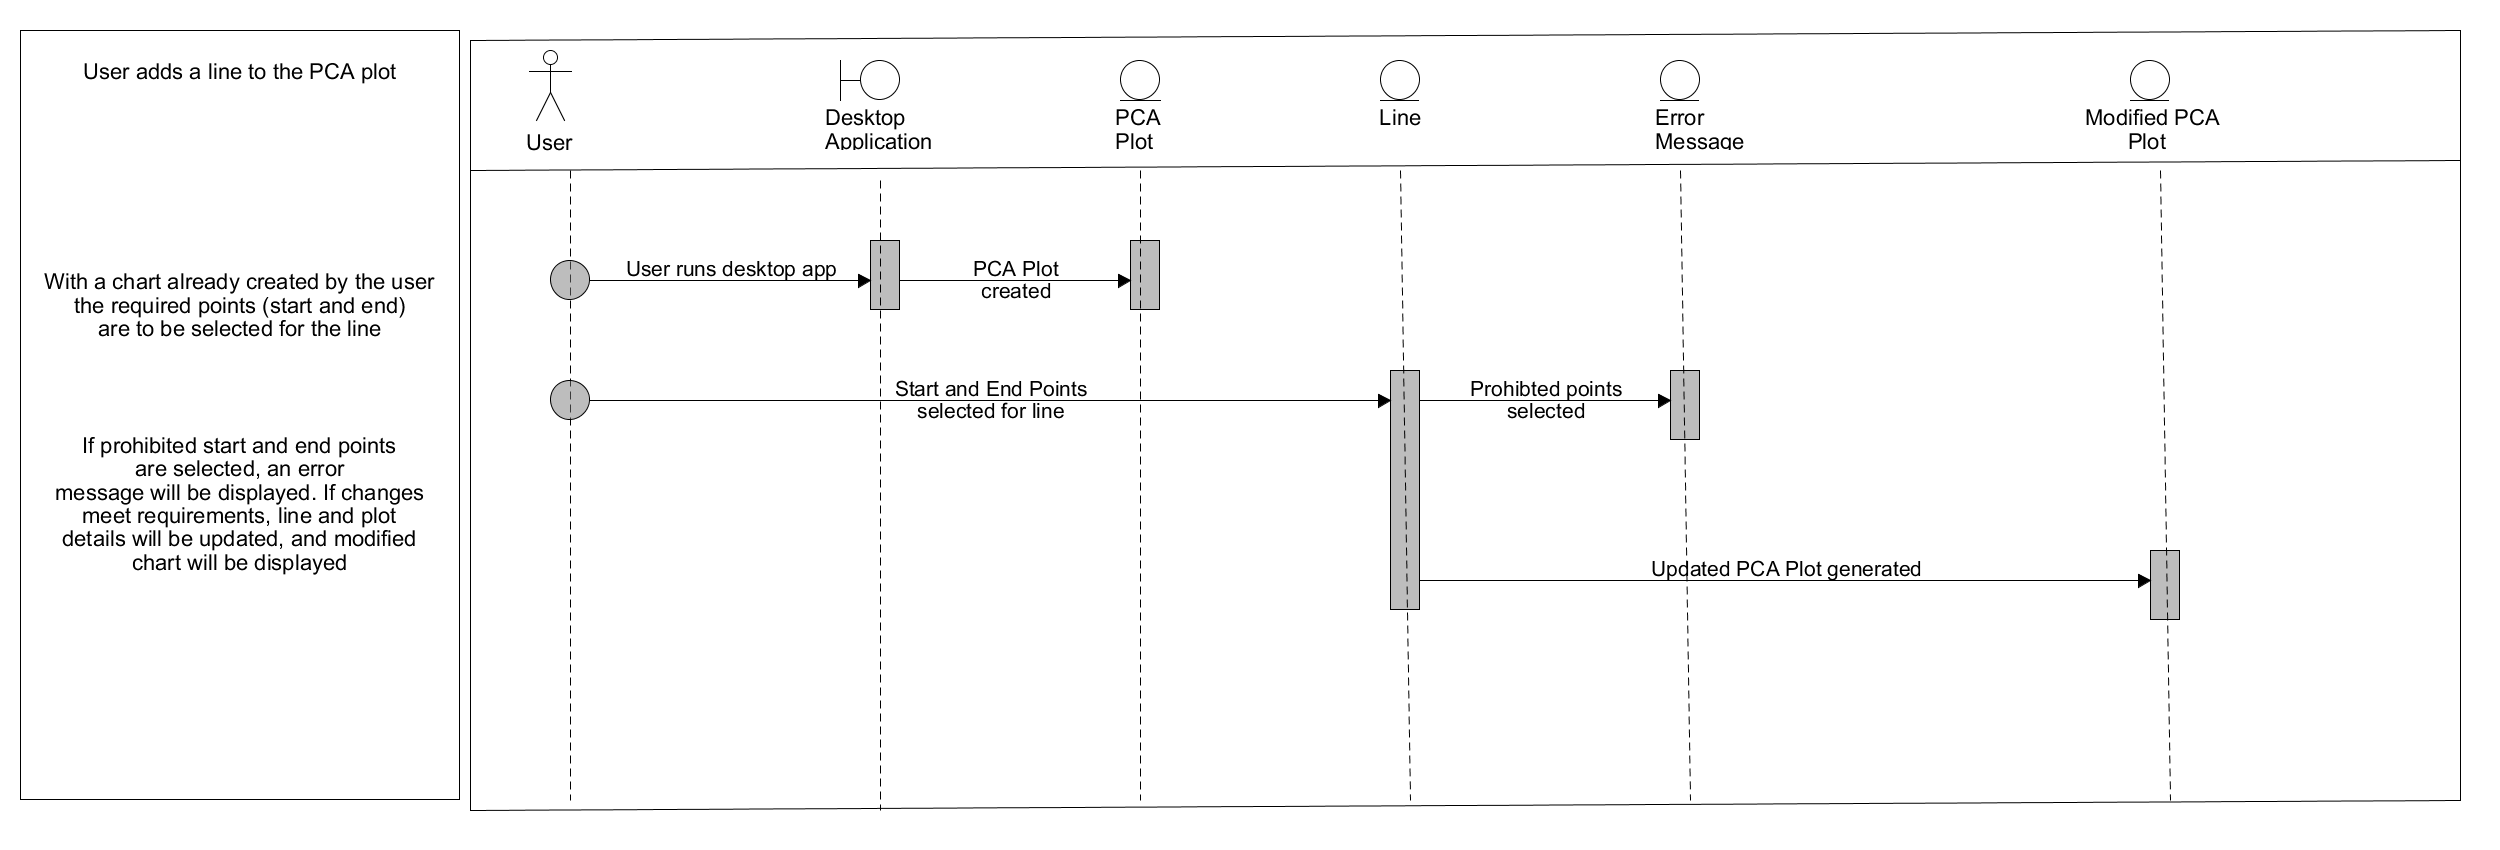 User adds a line to the PCA plot
With a chart already created by the user
the required points (start and end)
are to be selected for the line
If prohibited start and end points
are selected, an error
message will be displayed. If changes
meet requirements, line and plot
details will be updated, and modified
chart will be displayed
User
Desktop
Application
PCA
Plot
Line
Error
Message
Modified PCA
Plot
User runs desktop app
PCA Plot
created
Start and End Points
selected for line
Prohibted points
selected
Updated PCA Plot generated